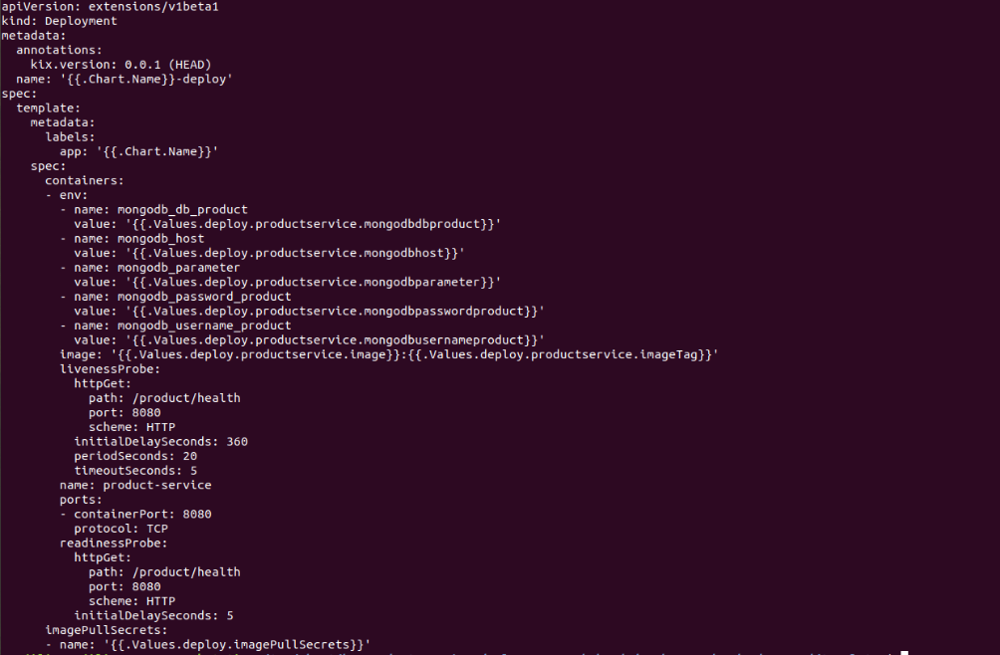 apiVersion: extensions/v1beta1
kind: Deployment
metadata:
  annotations:
    kix.version: 0.0.1 (HEAD)
  name: '{{.Chart.Name}}-deploy'
spec:
  template:
    metadata:
      labels:
        app: '{{.Chart.Name}}'
    spec:
      containers:
      - env:
        - name: mongodb_db_product
          value: '{{.Values.deploy.productservice.mongodbdbproduct}}'
        - name: mongodb_host
          value: '{{.Values.deploy.productservice.mongodbhost}}'
        - name: mongodb_parameter
          value: '{{.Values.deploy.productservice.mongodbparameter}}'
        - name: mongodb_password_product
          value: '{{.Values.deploy.productservice.mongodbpasswordproduct}}'
        - name: mongodb_username_product
          value: '{{.Values.deploy.productservice.mongodbusernameproduct}}'
        image: '{{.Values.deploy.productservice.image}}:{{.Values.deploy.productservice.imageTag}}'
        livenessProbe:
          httpGet:
            path: /product/health
            port: 8080
            scheme: HTTP
          initialDelaySeconds: 360
          periodSeconds: 20
          timeoutSeconds: 5
        name: product-service
        ports:
        - containerPort: 8080
          protocol: TCP
        readinessProbe:
          httpGet:
            path: /product/health
            port: 8080
            scheme: HTTP
          initialDelaySeconds: 5
      imagePullSecrets:
      - name: '{{.Values.deploy.imagePullSecrets}}'